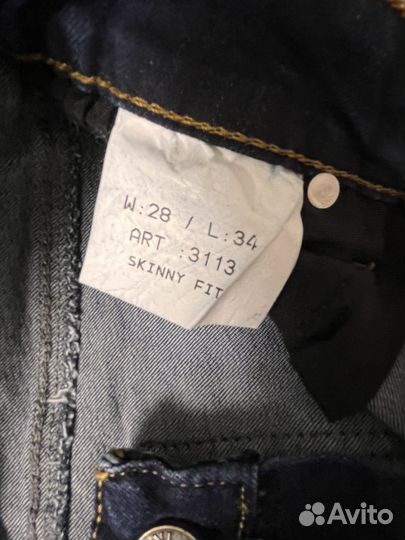 W:28 / L:34
ART :3113
SKINNY FIT
Avito